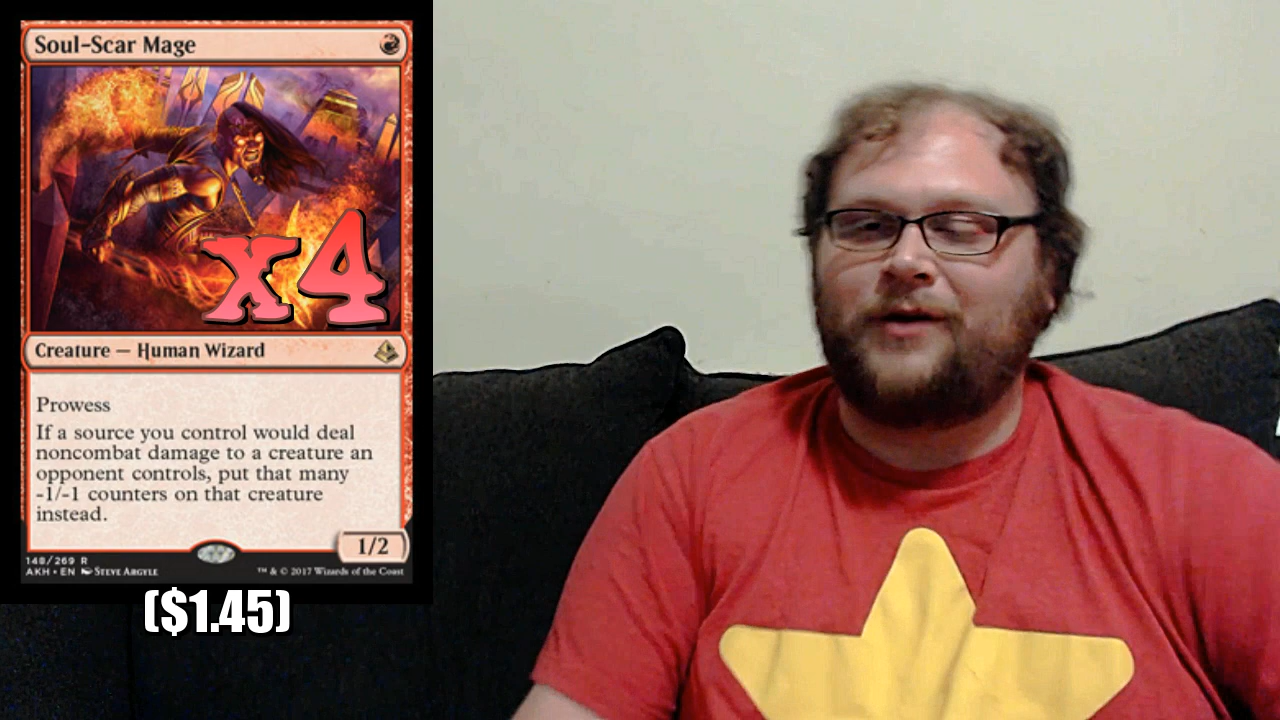 Soul-Scar Mage
x4
Creature — Human Wizard
Prowess
If a source you control would deal
noncombat damage to a creature an
opponent controls, put that many
-1/-1 counters on that creature
instead.
1/2
148/269 R
AKH • EN Steve Argyle
™ & © 2017 Wizards of the Coast
($1.45)